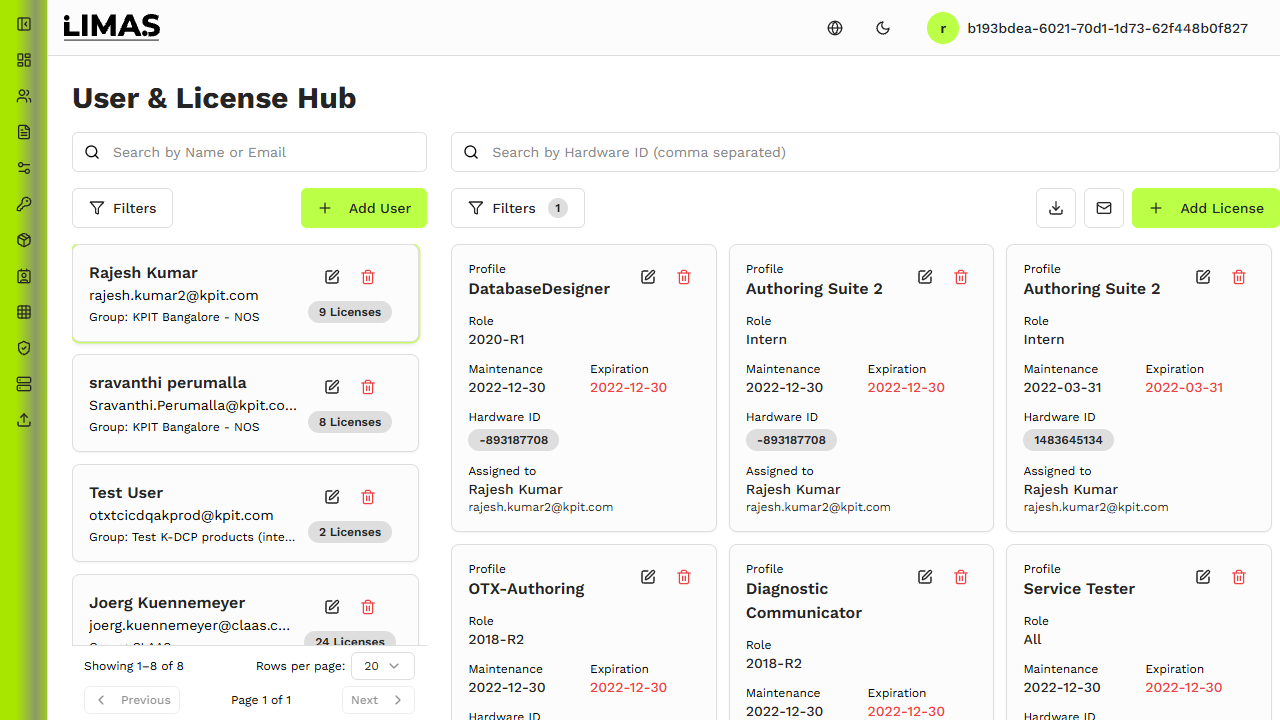 LIMAS
r
b193bdea-6021-70d1-1d73-62f448b0f827
User & License Hub
Search by Name or Email
Search by Hardware ID (comma separated)
Filters
Add User
Filters 1
Add License
Rajesh Kumar
rajesh.kumar2@kpit.com
Group: KPIT Bangalore - NOS
9 Licenses
sravanthi perumalla
Sravanthi.Perumalla@kpit.co...
Group: KPIT Bangalore - NOS
8 Licenses
Test User
otxtcicdqakprod@kpit.com
Group: Test K-DCP products (inte...
2 Licenses
Joerg Kuennemeyer
joerg.kuennemeyer@claas.c...
24 Licenses
Showing 1–8 of 8
Rows per page: 20
Previous
Page 1 of 1
Next
Profile
DatabaseDesigner
Role
2020-R1
Maintenance Expiration
2022-12-30 2022-12-30
Hardware ID
-893187708
Assigned to
Rajesh Kumar
rajesh.kumar2@kpit.com
Profile
Authoring Suite 2
Role
Intern
Maintenance Expiration
2022-12-30 2022-12-30
Hardware ID
-893187708
Assigned to
Rajesh Kumar
rajesh.kumar2@kpit.com
Profile
Authoring Suite 2
Role
Intern
Maintenance Expiration
2022-03-31 2022-03-31
Hardware ID
1483645134
Assigned to
Rajesh Kumar
rajesh.kumar2@kpit.com
Profile
OTX-Authoring
Role
2018-R2
Maintenance Expiration
2022-12-30 2022-12-30
Hardware ID
Profile
Diagnostic
Communicator
Role
2018-R2
Maintenance Expiration
2022-12-30 2022-12-30
Profile
Service Tester
Role
All
Maintenance Expiration
2022-12-30 2022-12-30
Hardware ID